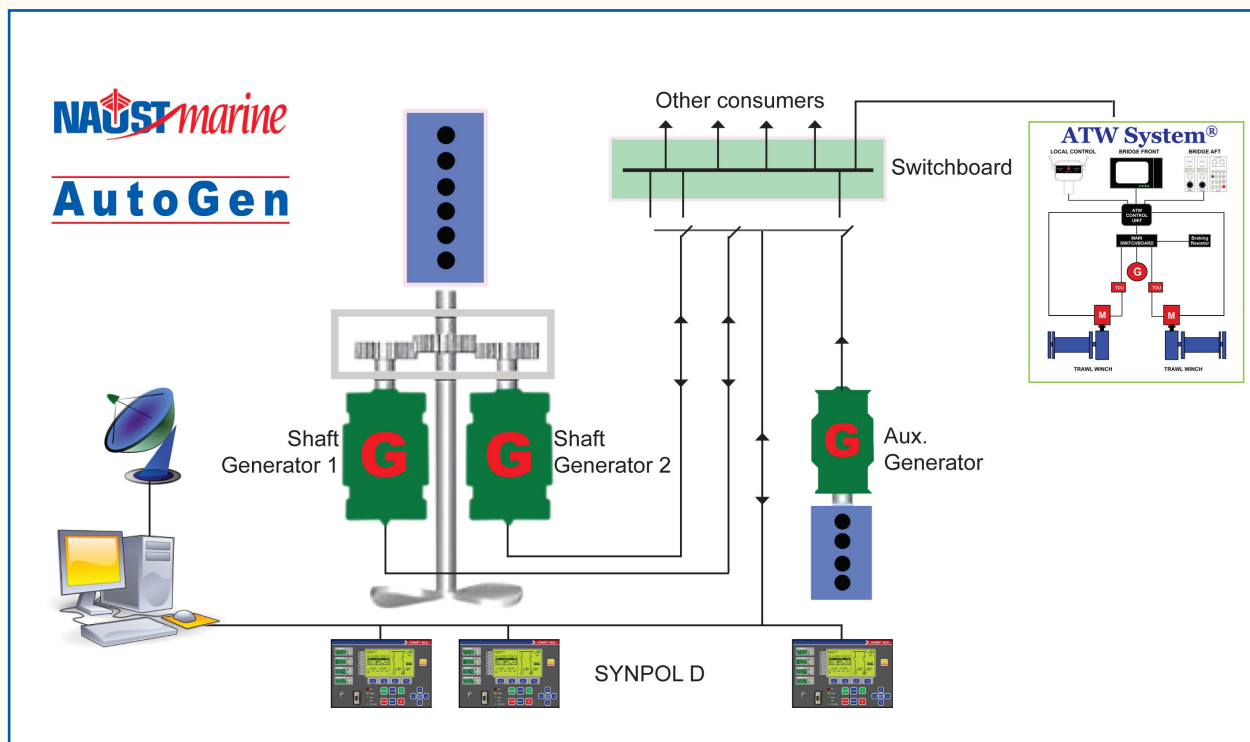 NAUST marine
AutoGen
Other consumers
Switchboard
ATW System®
LOCAL CONTROL
BRIDGE FRONT
BRIDGE AFT
ATW
CONTROL
UNIT
MAIN
SWITCHBOARD
Braking
Resistor
G
TDU
TDU
M
M
TRAWL WINCH
TRAWL WINCH
Shaft
Generator 1
G
G
Shaft
Generator 2
G
Aux.
Generator
SYNPOL D